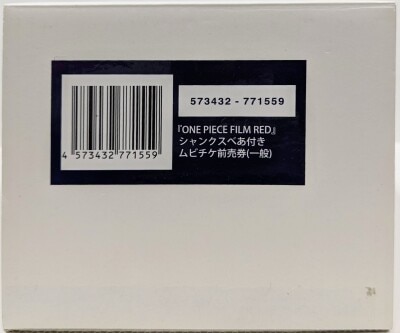 573432 - 771559
4 573432 771559
『ONE PIECE FILM RED』
シャンクスべあ付き
ムビチケ前売券(一般)